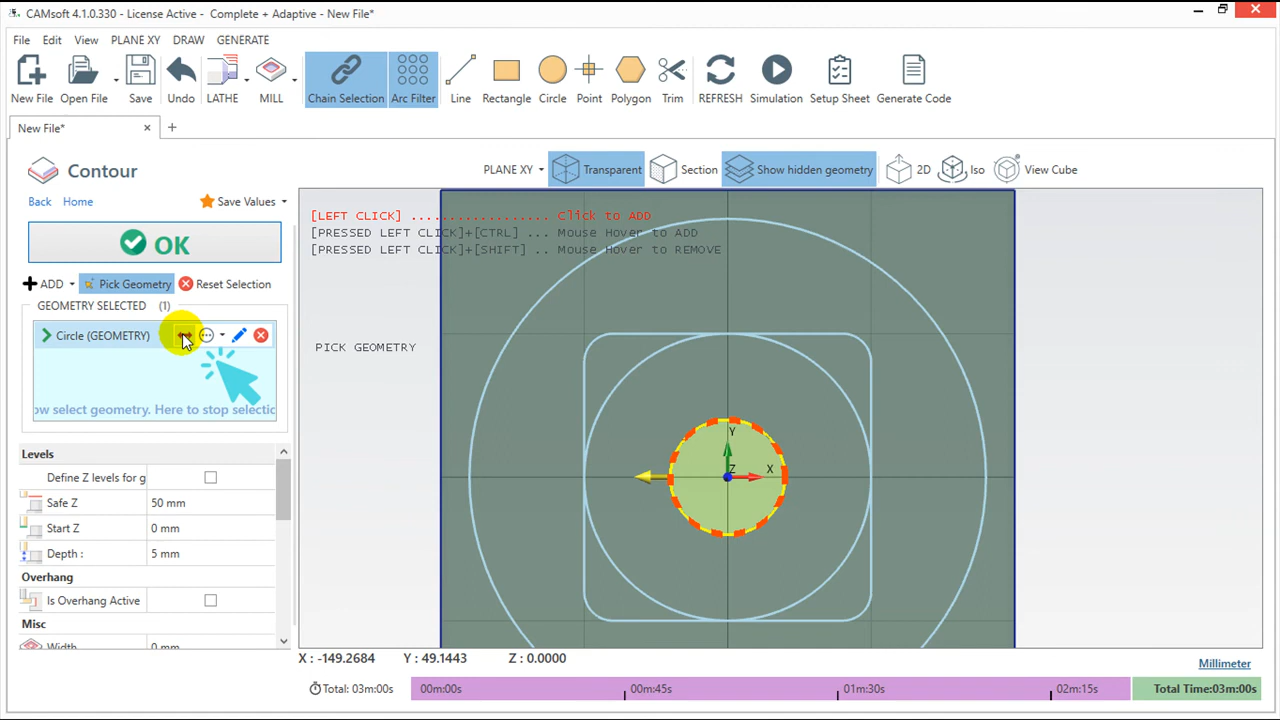 CAMsoft 4.1.0.330 - License Active - Complete + Adaptive - New File*
File Edit View PLANE XY DRAW GENERATE
New File Open File Save Undo LATHE MILL Chain Selection Arc Filter Line Rectangle Circle Point Polygon Trim REFRESH Simulation Setup Sheet Generate Code
New File*
Contour
PLANE XY Transparent Section Show hidden geometry 2D Iso View Cube
Back Home Save Values
OK
[LEFT CLICK] ................. Click to ADD
[PRESSED LEFT CLICK]+[CTRL] ... Mouse Hover to ADD
[PRESSED LEFT CLICK]+[SHIFT] .. Mouse Hover to REMOVE
ADD Pick Geometry Reset Selection
GEOMETRY SELECTED (1)
Circle (GEOMETRY)
PICK GEOMETRY
ow select geometry. Here to stop selectic
Y
Z X
Levels
Define Z levels for g
Safe Z 50 mm
Start Z 0 mm
Depth : 5 mm
Overhang
Is Overhang Active
Misc
Width 0 mm
X : -149.2684 Y : 49.1443 Z : 0.0000
Millimeter
Total: 03m:00s 00m:00s 00m:45s 01m:30s 02m:15s Total Time:03m:00s